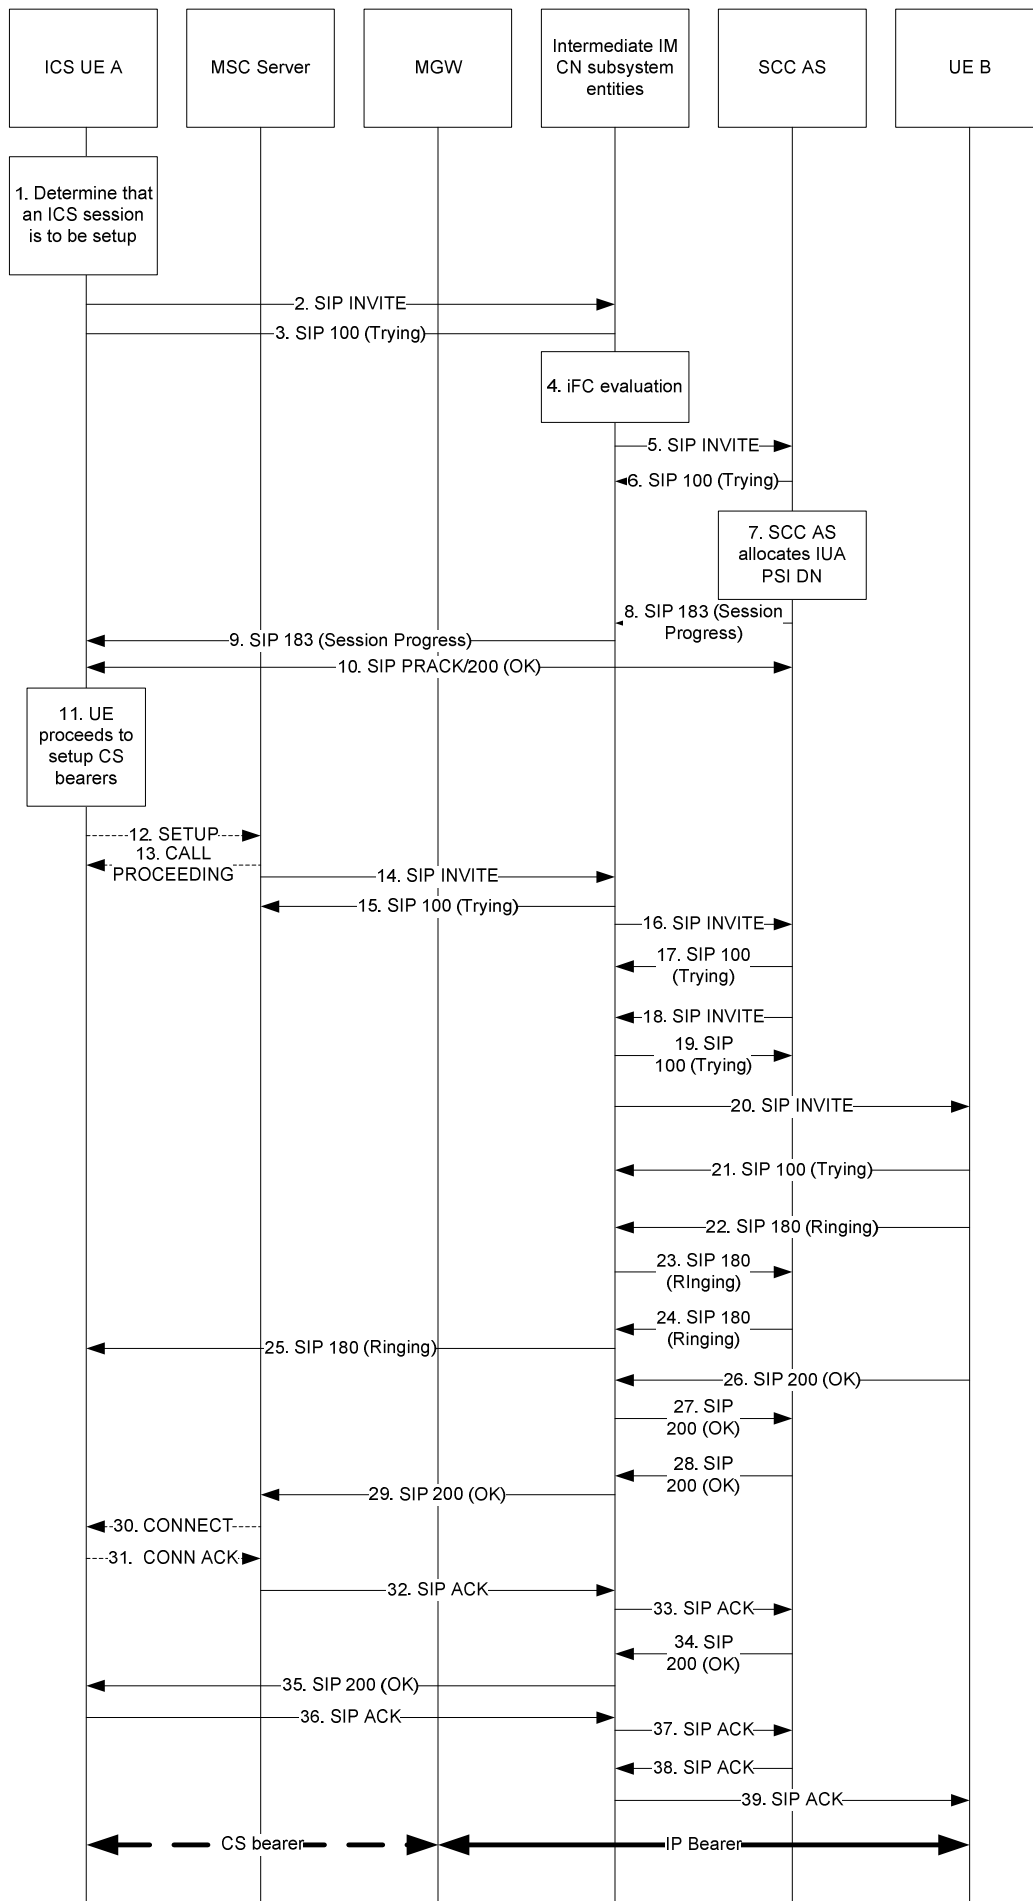 ICS UE A
MSC Server
MGW
Intermediate IM
CN subsystem
entities
SCC AS
UE B
1. Determine that
an ICS session
is to be setup
2. SIP INVITE
3. SIP 100 (Trying)
4. iFC evaluation
5. SIP INVITE
6. SIP 100 (Trying)
7. SCC AS
allocates IUA
PSI DN
8. SIP 183 (Session
Progress)
9. SIP 183 (Session Progress)
10. SIP PRACK/200 (OK)
11. UE
proceeds to
setup CS
bearers
12. SETUP
13. CALL
PROCEEDING
14. SIP INVITE
15. SIP 100 (Trying)
16. SIP INVITE
17. SIP 100
(Trying)
18. SIP INVITE
19. SIP
100 (Trying)
20. SIP INVITE
21. SIP 100 (Trying)
22. SIP 180 (Ringing)
23. SIP 180
(RInging)
24. SIP 180
(Ringing)
25. SIP 180 (Ringing)
26. SIP 200 (OK)
27. SIP
200 (OK)
28. SIP
200 (OK)
29. SIP 200 (OK)
30. CONNECT
31. CONN ACK
32. SIP ACK
33. SIP ACK
34. SIP
200 (OK)
35. SIP 200 (OK)
36. SIP ACK
37. SIP ACK
38. SIP ACK
39. SIP ACK
CS bearer
IP Bearer